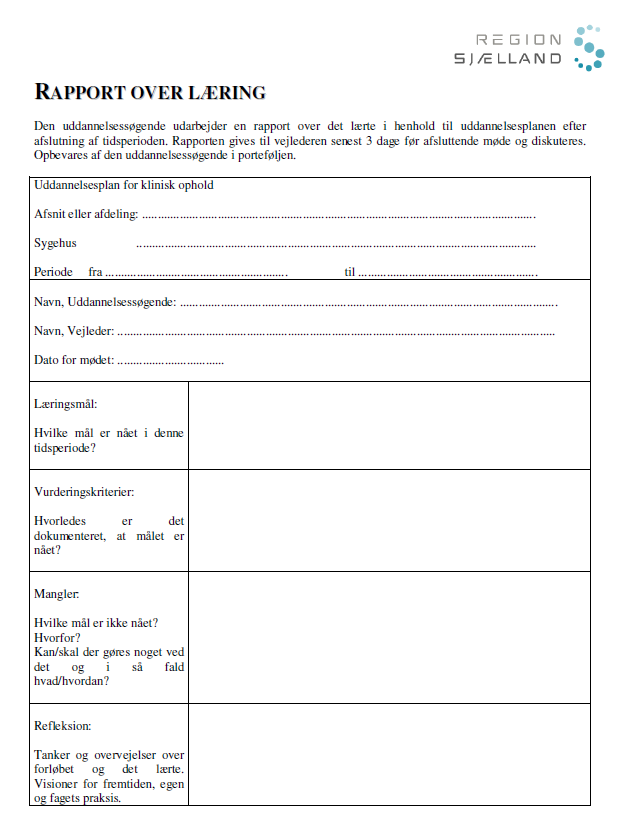 REGION
SJÆLLAND
RAPPORT OVER LÆRING
Den uddannelsessøgende udarbejder en rapport over det lærte i henhold til uddannelsesplanen efter
afslutning af tidsperioden. Rapporten gives til vejlederen senest 3 dage før afsluttende møde og diskuteres.
Opbevares af den uddannelsessøgende i porteføljen.
Uddannelsesplan for klinisk ophold
Afsnit eller afdeling: ..........................................................................................................................
Sygehus ............................................................................................................................
Periode fra ......................................................... til ........................................................
Navn, Uddannelsessøgende: .....................................................................................................................
Navn, Vejleder: ........................................................................................................................................
Dato for mødet: ..................................
Læringsmål:
Hvilke mål er nået i denne
tidsperiode?
Vurderingskriterier:
Hvorledes er det
dokumenteret, at målet er
nået?
Mangler:
Hvilke mål er ikke nået?
Hvorfor?
Kan/skal der gøres noget ved
det og i så fald
hvad/hvordan?
Refleksion:
Tanker og overvejelser over
forløbet og det lærte.
Visioner for fremtiden, egen
og fagets praksis.